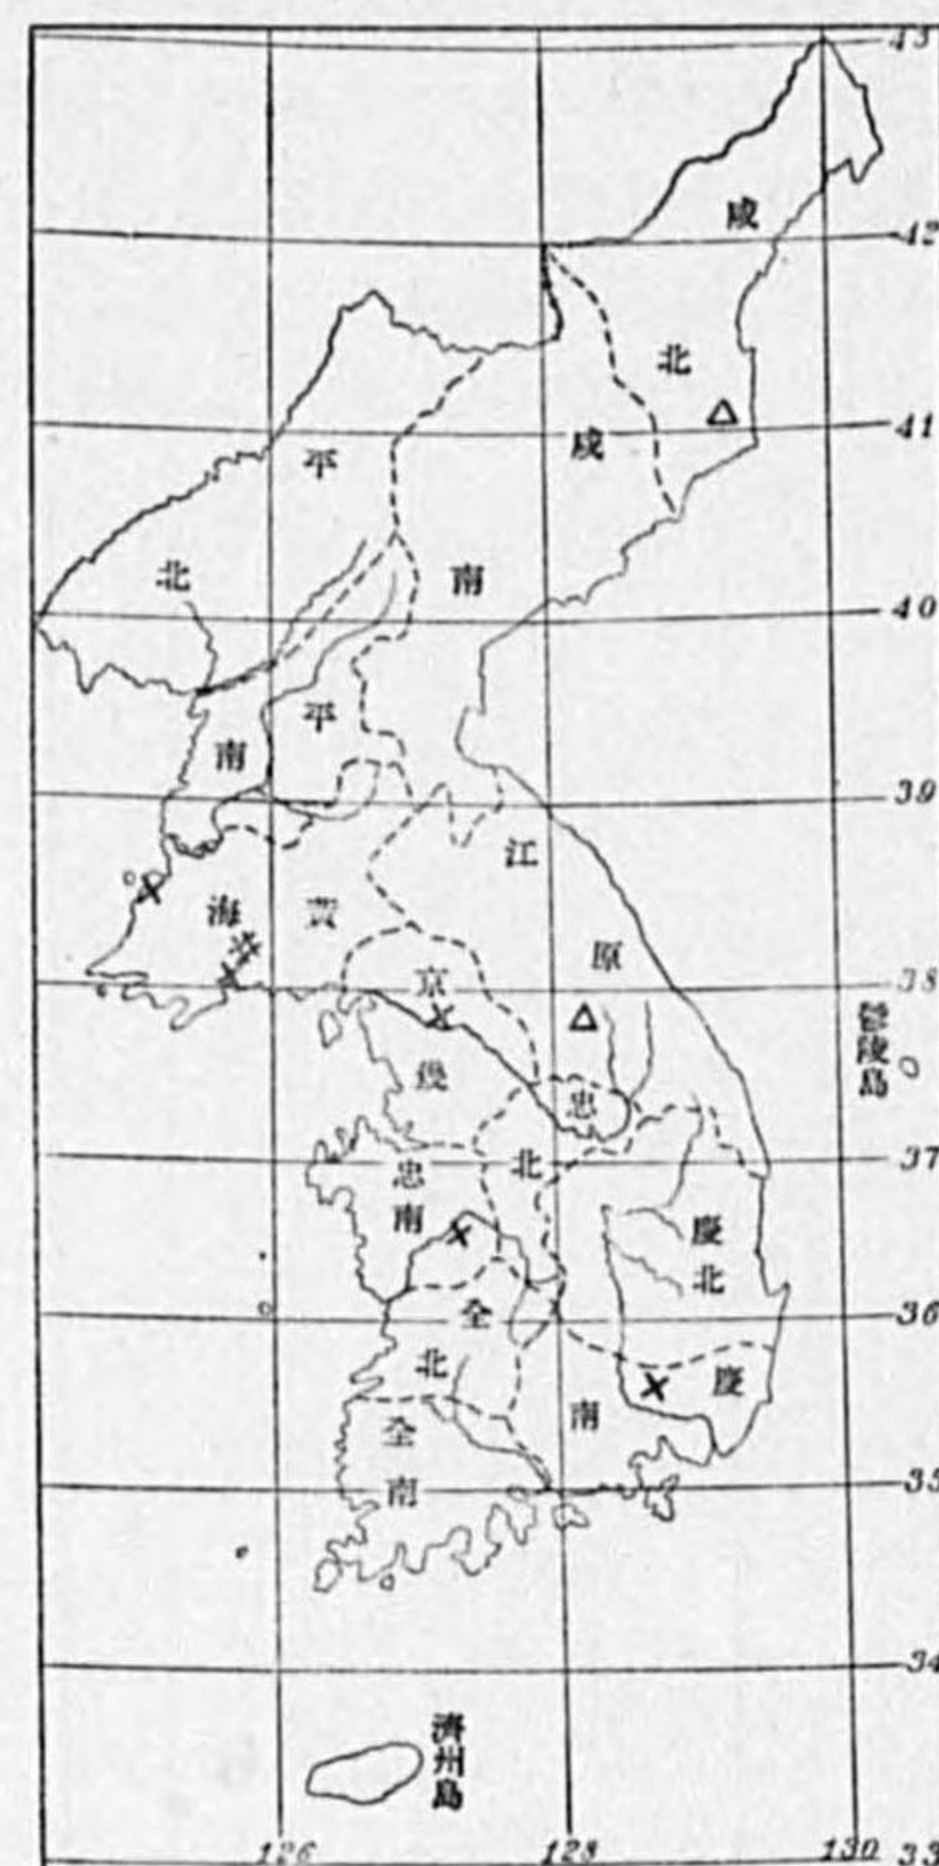 43
咸
42
北
咸
41
平
北
南
40
平
南
39
江
海 黄
原
京
38
鬱陵島
畿
忠
北
37
忠
南
慶
北
全
36
北
慶
南
全
南
35
34
濟州島
126
128
130
33